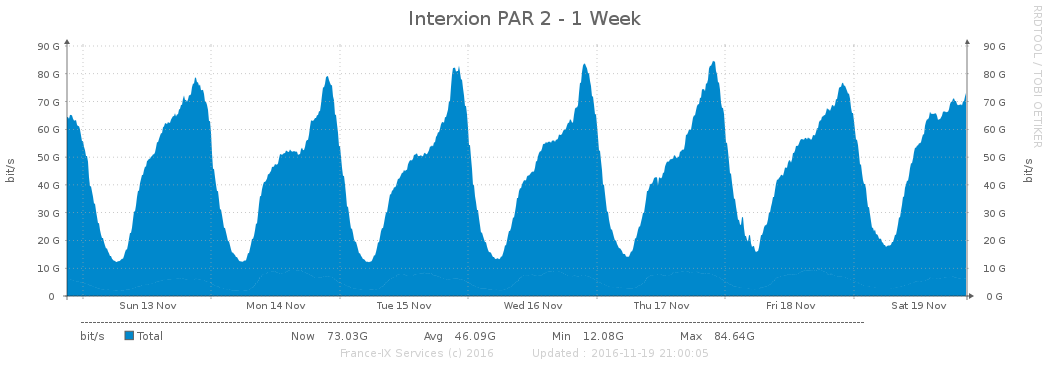 Interxion PAR 2 - 1 Week
RRDTOOL / TOBI OETIKER
90 G 90 G
80 G 80 G
70 G 70 G
60 G 60 G
50 G 50 G
40 G 40 G
30 G 30 G
20 G 20 G
10 G 10 G
0 0 G
bit/s
bit/s
Sun 13 Nov Mon 14 Nov Tue 15 Nov Wed 16 Nov Thu 17 Nov Fri 18 Nov Sat 19 Nov
bit/s Total Now 73.03G Avg 46.09G Min 12.08G Max 84.64G
France-IX Services (c) 2016 Updated : 2016-11-19 21:00:05